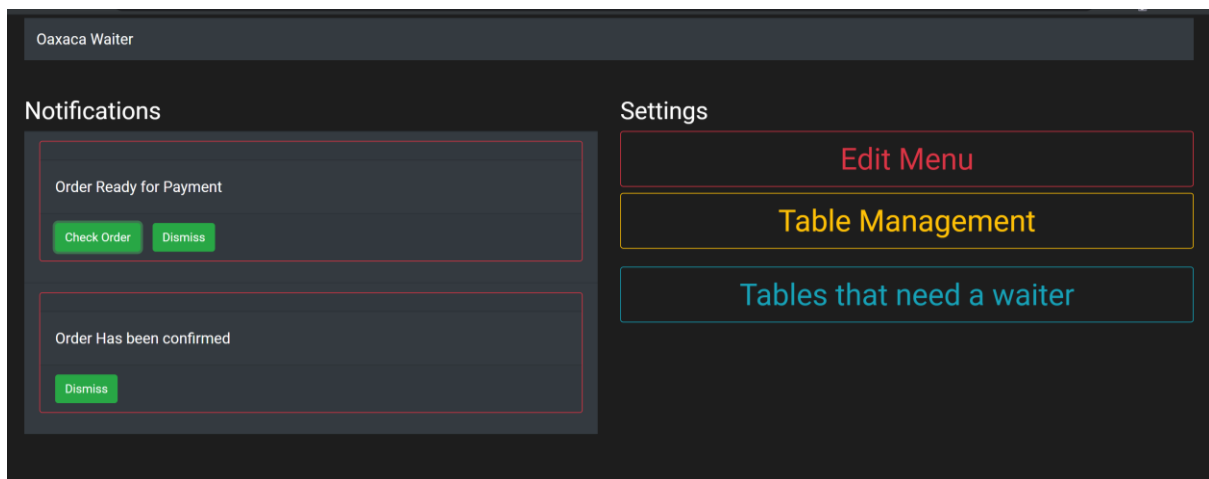 Oaxaca Waiter
Notifications
Order Ready for Payment
Check Order Dismiss
Order Has been confirmed
Dismiss
Settings
Edit Menu
Table Management
Tables that need a waiter